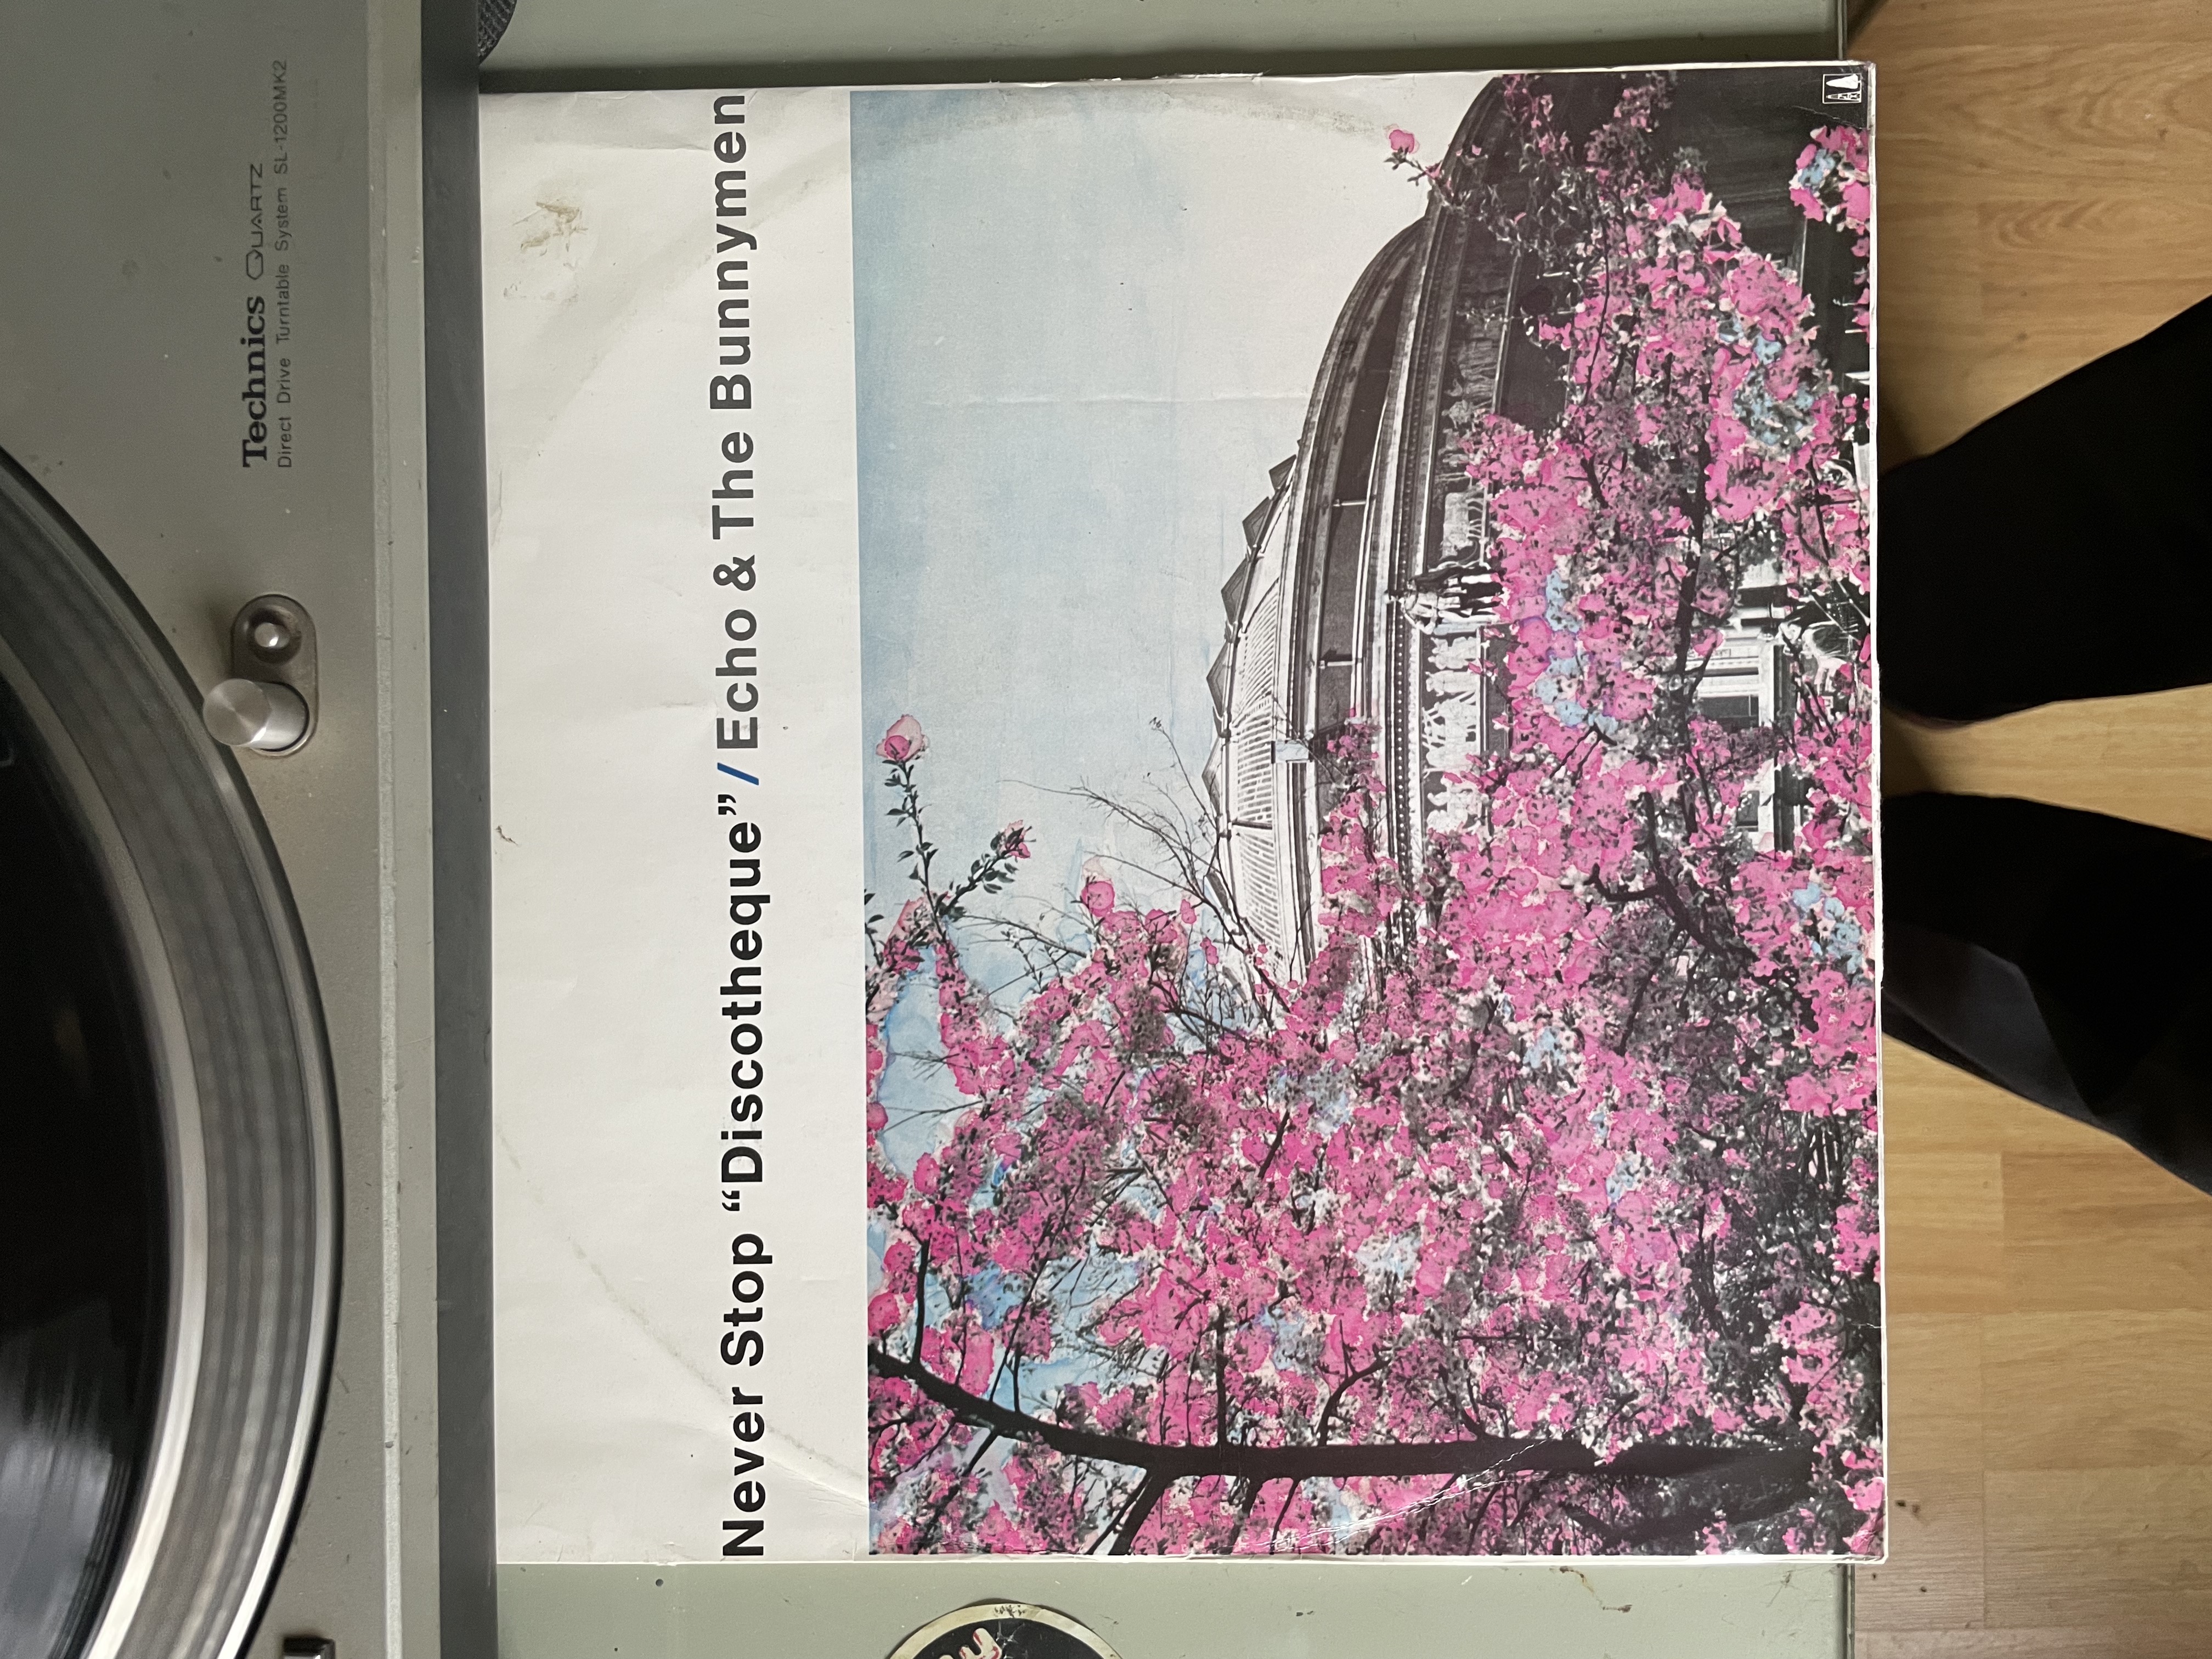 Technics QUARTZ
Direct Drive Turntable System SL-1200MK2
Never Stop “Discotheque” / Echo & The Bunnymen